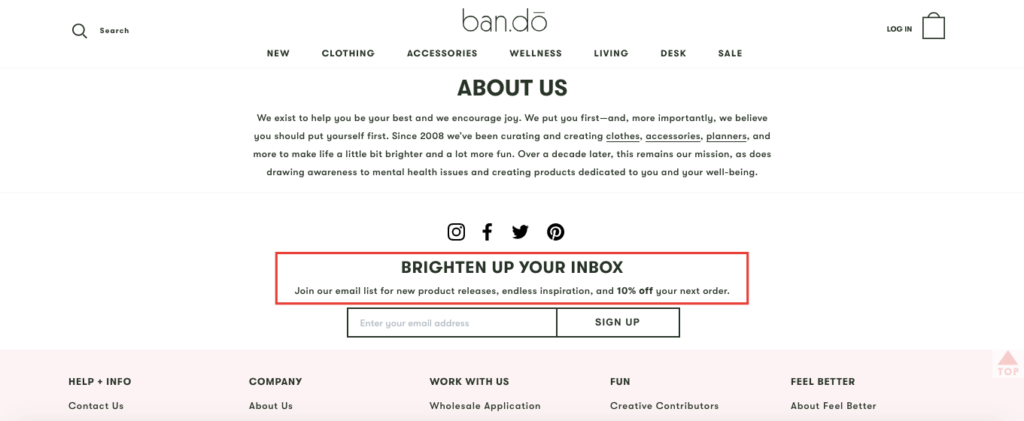 Search
ban.dō
LOG IN
NEW CLOTHING ACCESSORIES WELLNESS LIVING DESK SALE
ABOUT US
We exist to help you be your best and we encourage joy. We put you first—and, more importantly, we believe
you should put yourself first. Since 2008 we've been curating and creating clothes, accessories, planners, and
more to make life a little bit brighter and a lot more fun. Over a decade later, this remains our mission, as does
drawing awareness to mental health issues and creating products dedicated to you and your well-being.
BRIGHTEN UP YOUR INBOX
Join our email list for new product releases, endless inspiration, and 10% off your next order.
Enter your email address SIGN UP
TOP
HELP + INFO COMPANY WORK WITH US FUN FEEL BETTER
Contact Us About Us Wholesale Application Creative Contributors About Feel Better